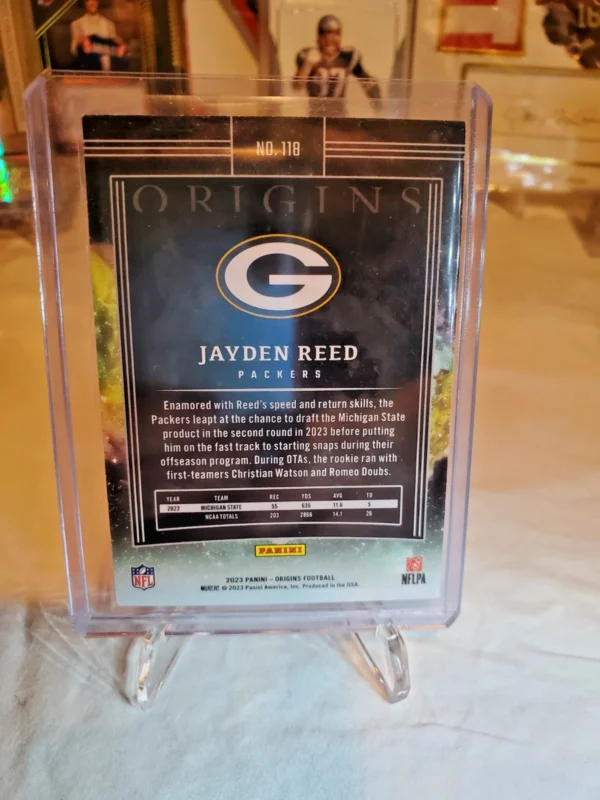 NO. 118
ORIGINS
G
JAYDEN REED
PACKERS
Enamored with Reed's speed and return skills, the
Packers leapt at the chance to draft the Michigan State
product in the second round in 2023 before putting
him on the fast track to starting snaps during their
offseason program. During OTAs, the rookie ran with
first-teamers Christian Watson and Romeo Doubs.
YEAR TEAM REC YDS AVG TD
2022 MICHIGAN STATE 55 636 11.6 5
NCAA TOTALS 203 2866 14.1 26
PANINI
NFL
NFLPA
2023 PANINI – ORIGINS FOOTBALL
© 2023 Panini America, Inc. Produced in the USA.